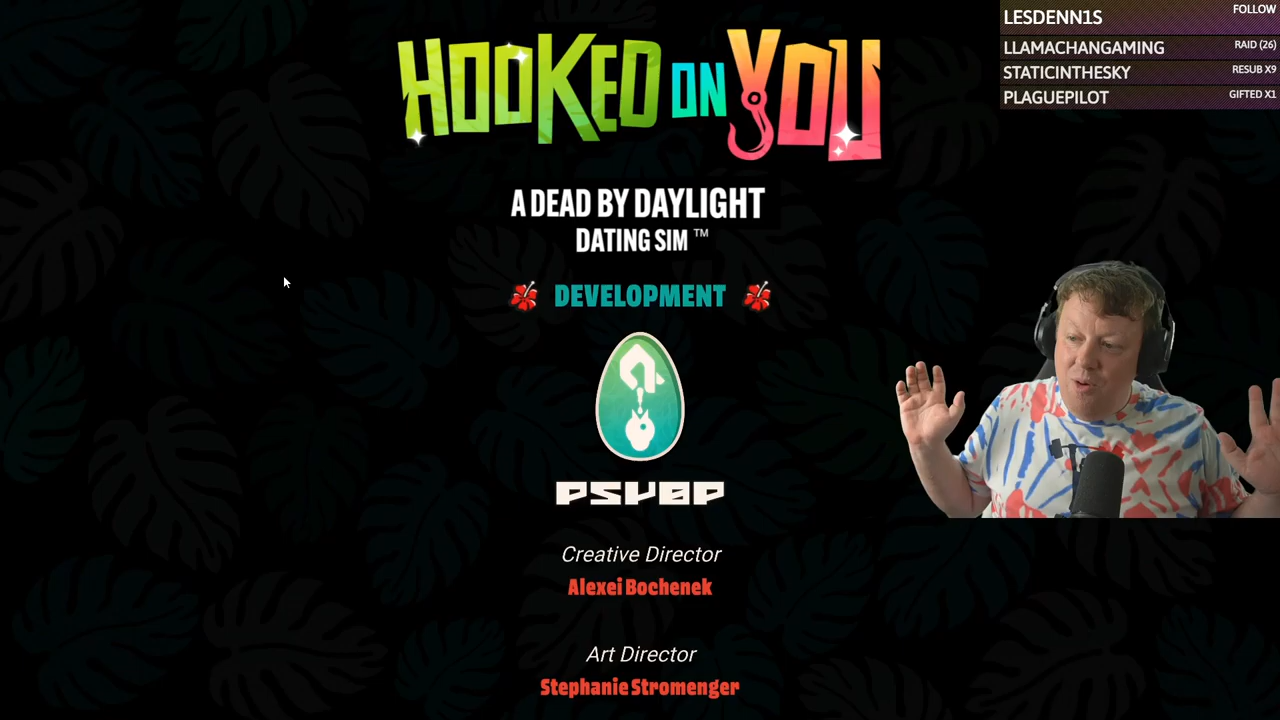 HOOKED ON YOU
A DEAD BY DAYLIGHT
DATING SIM ™
DEVELOPMENT
PSYOP
Creative Director
Alexei Bochenek
Art Director
Stephanie Stromenger
LESDENN1S FOLLOW
LLAMACHANGAMING RAID (26)
STATICINTHESKY RESUB X9
PLAGUEPILOT GIFTED X1